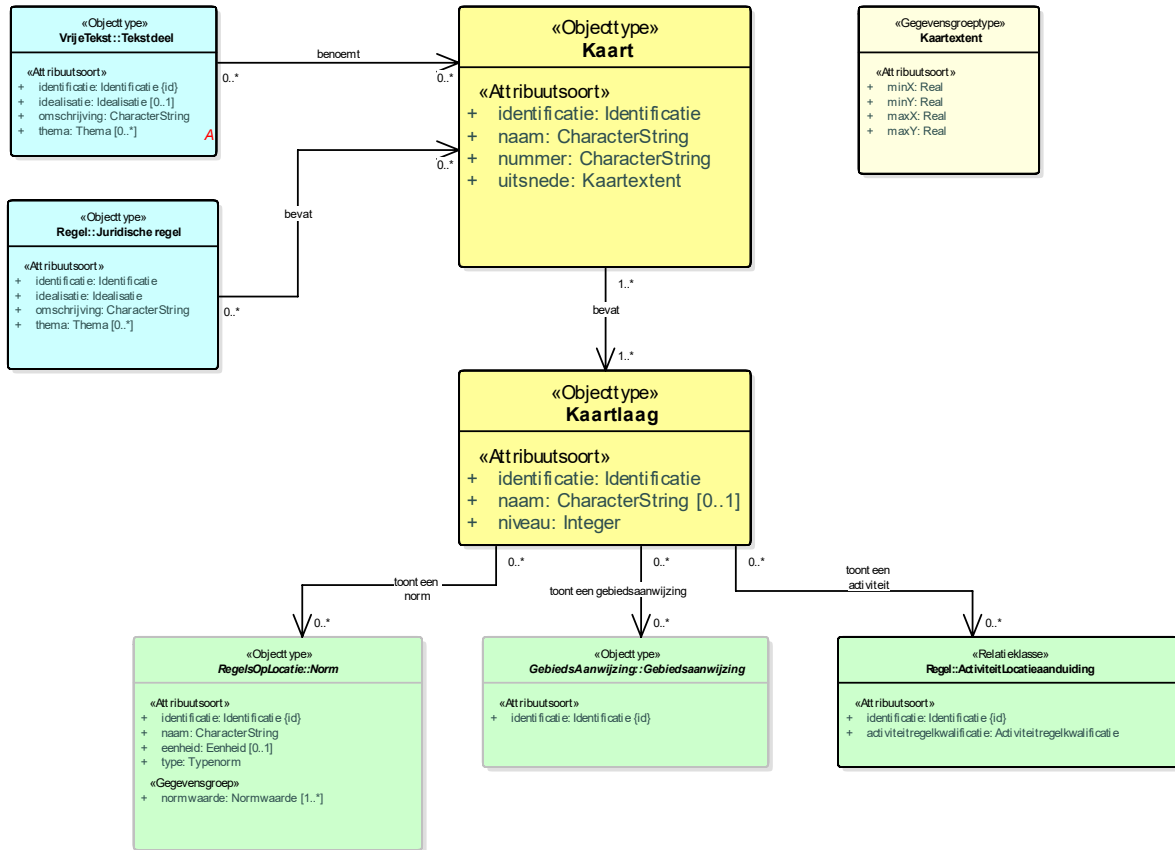 «Objecttype»
VrijeTekst::Tekstdeel
«Attribuutsoort»
+ identificatie: Identificatie {id}
+ idealisatie: Idealisatie [0..1]
+ omschrijving: CharacterString
+ thema: Thema [0..*]
A
benoemt
0..*
0..*
«Objecttype»
Kaart
«Attribuutsoort»
+ identificatie: Identificatie
+ naam: CharacterString
+ nummer: CharacterString
+ uitsnede: Kaartextent
«Gegevensgroeptype»
Kaartextent
«Attribuutsoort»
+ minX: Real
+ minY: Real
+ maxX: Real
+ maxY: Real
0..*
bevat
0..*
«Objecttype»
Regel::Juridische regel
«Attribuutsoort»
+ identificatie: Identificatie
+ idealisatie: Idealisatie
+ omschrijving: CharacterString
+ thema: Thema [0..*]
1..*
bevat
1..*
«Objecttype»
Kaartlaag
«Attribuutsoort»
+ identificatie: Identificatie
+ naam: CharacterString [0..1]
+ niveau: Integer
0..*
0..*
0..*
toont een
norm
toont een gebiedsaanwijzing
toont een
activiteit
0..*
0..*
0..*
«Objecttype»
RegelsOpLocatie::Norm
«Attribuutsoort»
+ identificatie: Identificatie {id}
+ naam: CharacterString
+ eenheid: Eenheid [0..1]
+ type: Typenorm
«Gegevensgroep»
+ normwaarde: Normwaarde [1..*]
«Objecttype»
GebiedsAanwijzing::Gebiedsaanwijzing
«Attribuutsoort»
+ identificatie: Identificatie {id}
«Relatieklasse»
Regel::ActiviteitLocatieaanduiding
«Attribuutsoort»
+ identificatie: Identificatie {id}
+ activiteitregelkwalificatie: Activiteitregelkwalificatie